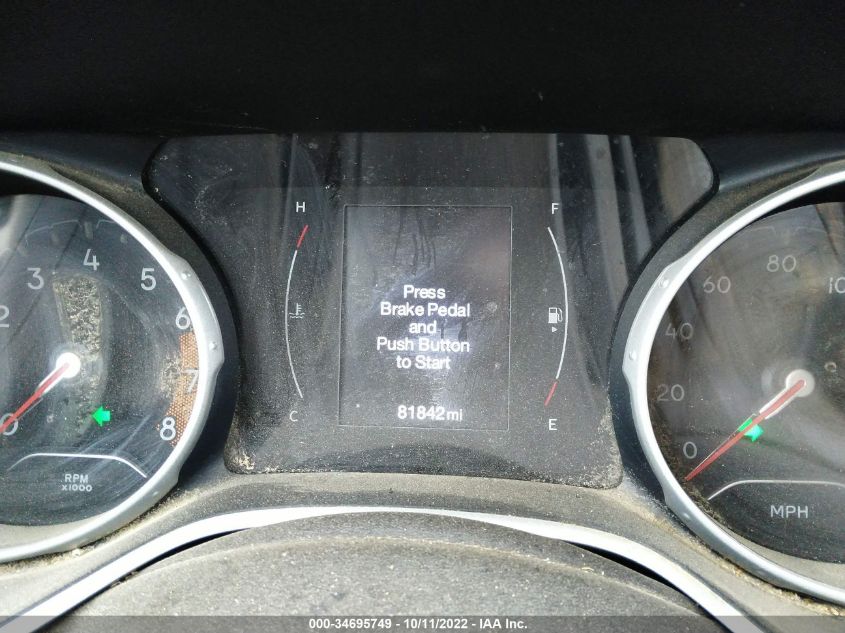 H
F
3
4
5
2
6
7
0
8
RPM
x1000
Press
Brake Pedal
and
Push Button
to Start
81842 mi
C
E
80
60
40
20
0
MPH
000-34695749 - 10/11/2022 - IAA Inc.